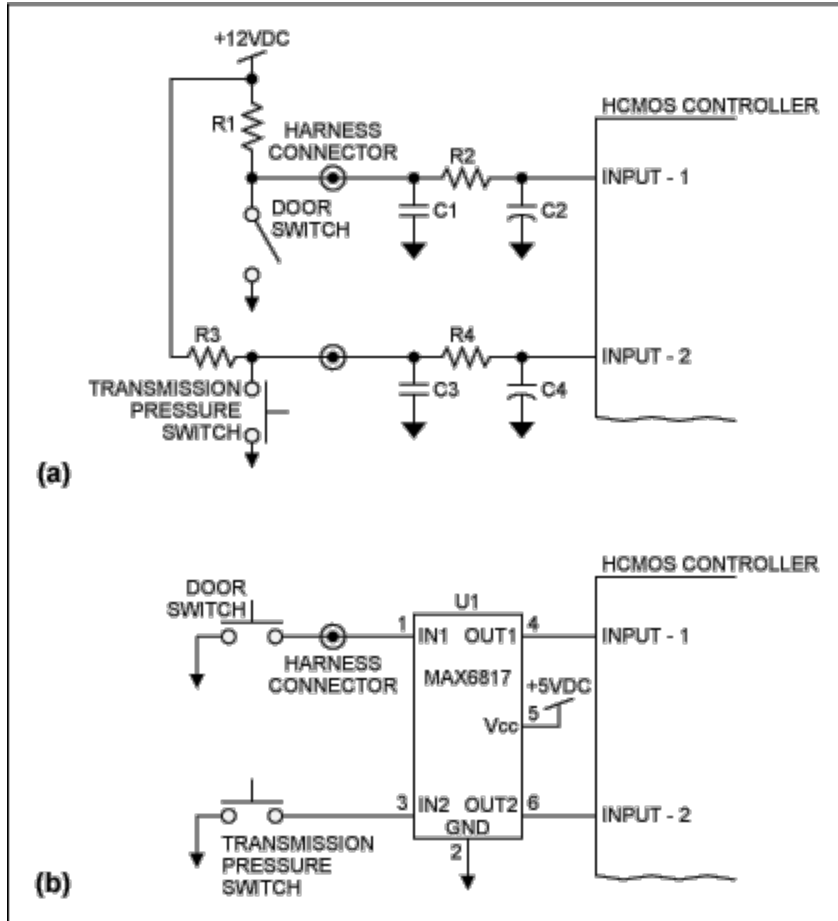 +12VDC
HCMOS CONTROLLER
R1
HARNESS
CONNECTOR
R2
INPUT - 1
DOOR
SWITCH
C1
C2
R3
R4
INPUT - 2
TRANSMISSION
PRESSURE
SWITCH
C3
C4
(a)
HCMOS CONTROLLER
DOOR
SWITCH
U1
1
IN1 OUT1
4
INPUT - 1
HARNESS
CONNECTOR
MAX6817
+5VDC
Vcc
5
3
IN2 OUT2
6
INPUT - 2
GND
2
TRANSMISSION
PRESSURE
SWITCH
(b)